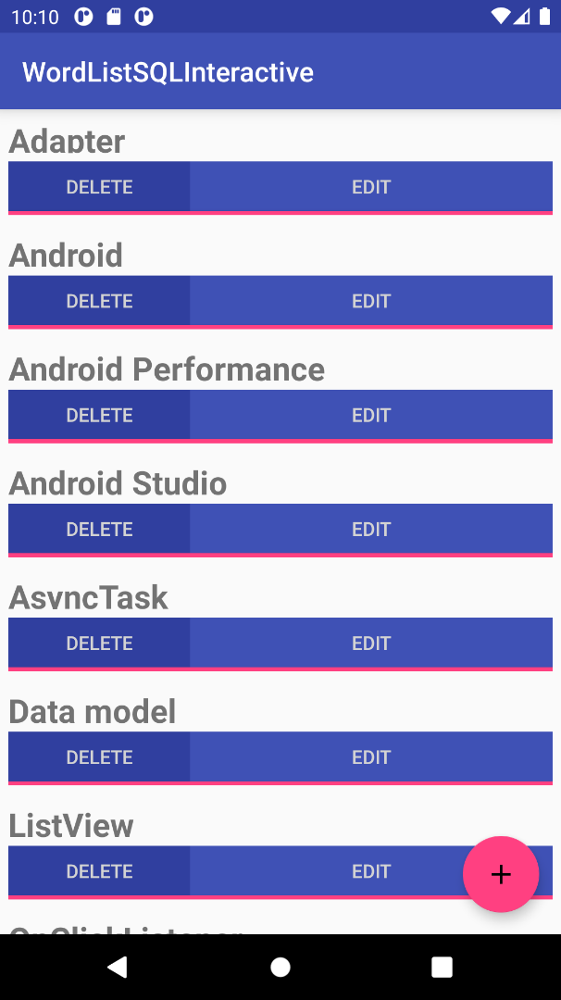 10:10
WordListSQLInteractive
Adapter
DELETE EDIT
Android
DELETE EDIT
Android Performance
DELETE EDIT
Android Studio
DELETE EDIT
AsyncTask
DELETE EDIT
Data model
DELETE EDIT
ListView
DELETE EDIT
+
OnClickListener